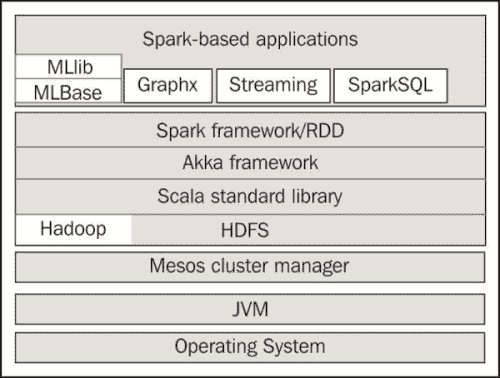 Spark-based applications
MLlib
MLBase
Graphx
Streaming
SparkSQL
Spark framework/RDD
Akka framework
Scala standard library
Hadoop
HDFS
Mesos cluster manager
JVM
Operating System